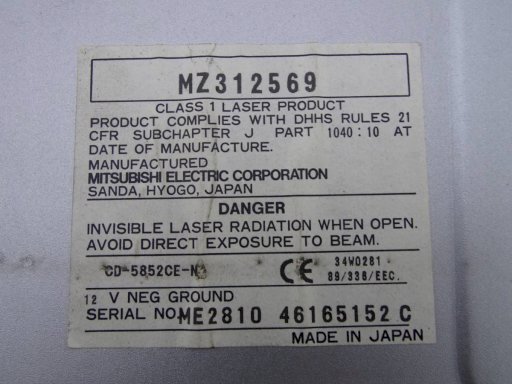 MZ312569
CLASS 1 LASER PRODUCT
PRODUCT COMPLIES WITH DHHS RULES 21
CFR SUBCHAPTER J PART 1040:10 AT
DATE OF MANUFACTURE.
MANUFACTURED
MITSUBISHI ELECTRIC CORPORATION
SANDA, HYOGO, JAPAN
DANGER
INVISIBLE LASER RADIATION WHEN OPEN.
AVOID DIRECT EXPOSURE TO BEAM.
CD-5852CE-N
CE
34W0281
89/336/EEC.
12 V NEG GROUND
SERIAL NO. ME2810 46165152 C
MADE IN JAPAN